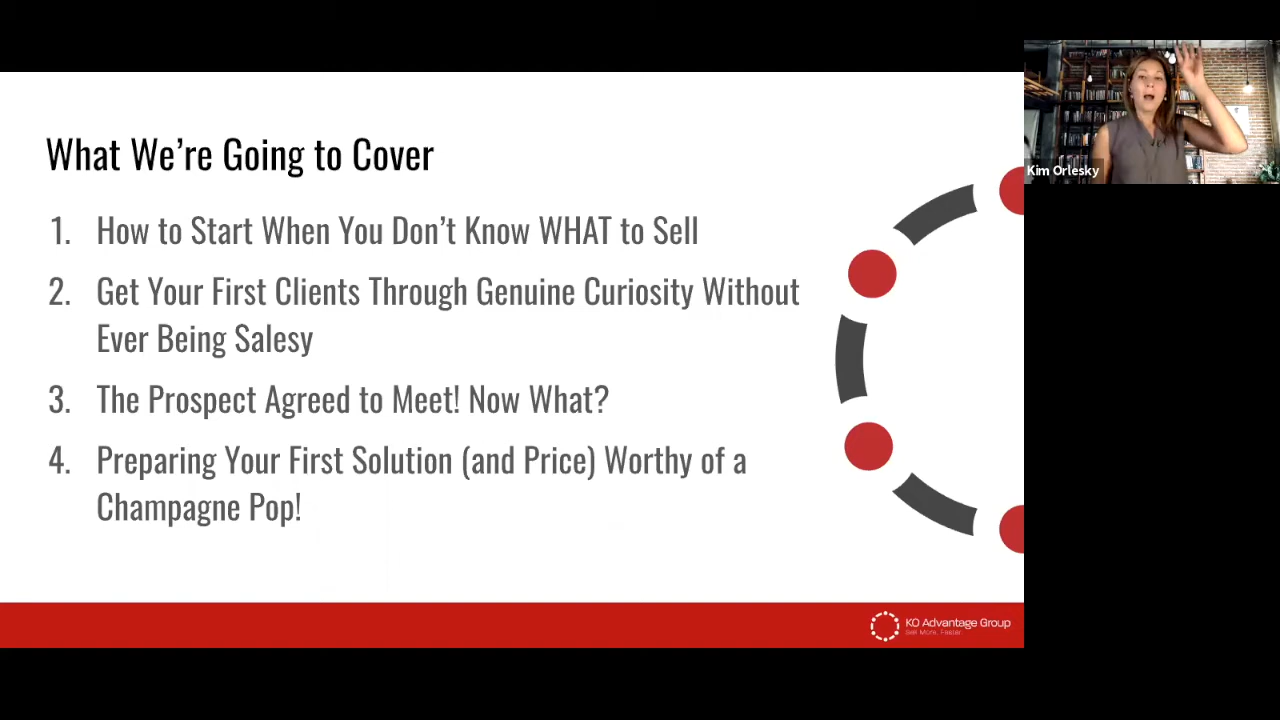 What We're Going to Cover
1. How to Start When You Don't Know WHAT to Sell
2. Get Your First Clients Through Genuine Curiosity Without
Ever Being Salesy
3. The Prospect Agreed to Meet! Now What?
4. Preparing Your First Solution (and Price) Worthy of a
Champagne Pop!
Kim Orlesky
KO Advantage Group
Sell More. Faster